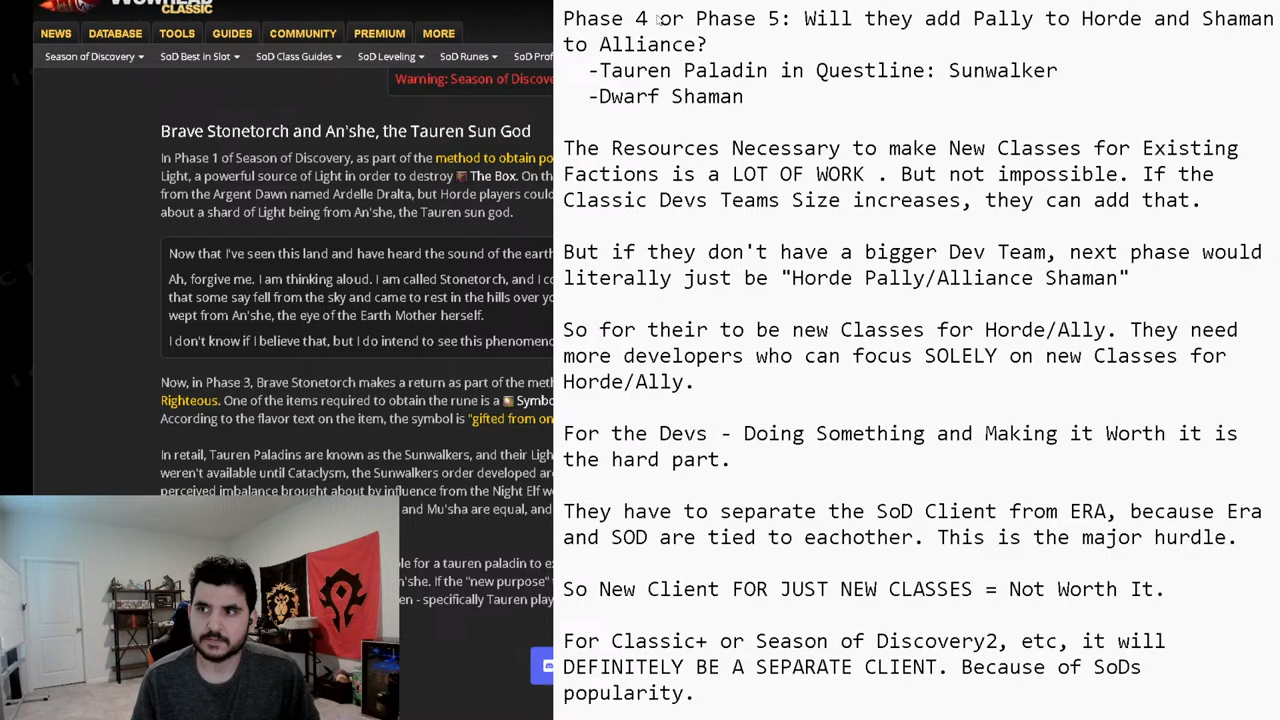 WOWHEAD
CLASSIC
NEWS DATABASE TOOLS GUIDES COMMUNITY PREMIUM MORE
Season of Discovery SoD Best in Slot SoD Class Guides SoD Leveling SoD Runes SoD Prof
Warning: Season of Discove
Brave Stonetorch and An'she, the Tauren Sun God
In Phase 1 of Season of Discovery, as part of the method to obtain po
Light, a powerful source of Light in order to destroy The Box. On th
from the Argent Dawn named Ardelle Dralta, but Horde players coul
about a shard of Light being from An'she, the Tauren sun god.
Now that I've seen this land and have heard the sound of the earth
Ah, forgive me. I am thinking aloud. I am called Stonetorch, and I co
that some say fell from the sky and came to rest in the hills over yo
wept from An'she, the eye of the Earth Mother herself.
I don't know if I believe that, but I do intend to see this phenomeno
Now, in Phase 3, Brave Stonetorch makes a return as part of the meth
Righteous. One of the items required to obtain the rune is a Symbo
According to the flavor text on the item, the symbol is "gifted from on
In retail, Tauren Paladins are known as the Sunwalkers, and their Ligh
weren't available until Cataclysm, the Sunwalkers order developed are
perceived imbalance brought about by influence from the Night Elf w
and Mu'sha are equal, and
ble for a tauren paladin to ex
n'she. If the "new purpose"
en - specifically Tauren play
Phase 4 or Phase 5: Will they add Pally to Horde and Shaman
to Alliance?
-Tauren Paladin in Questline: Sunwalker
-Dwarf Shaman
The Resources Necessary to make New Classes for Existing
Factions is a LOT OF WORK . But not impossible. If the
Classic Devs Teams Size increases, they can add that.
But if they don't have a bigger Dev Team, next phase would
literally just be "Horde Pally/Alliance Shaman"
So for their to be new Classes for Horde/Ally. They need
more developers who can focus SOLELY on new Classes for
Horde/Ally.
For the Devs - Doing Something and Making it Worth it is
the hard part.
They have to separate the SoD Client from ERA, because Era
and SOD are tied to eachother. This is the major hurdle.
So New Client FOR JUST NEW CLASSES = Not Worth It.
For Classic+ or Season of Discovery2, etc, it will
DEFINITELY BE A SEPARATE CLIENT. Because of SoDs
popularity.